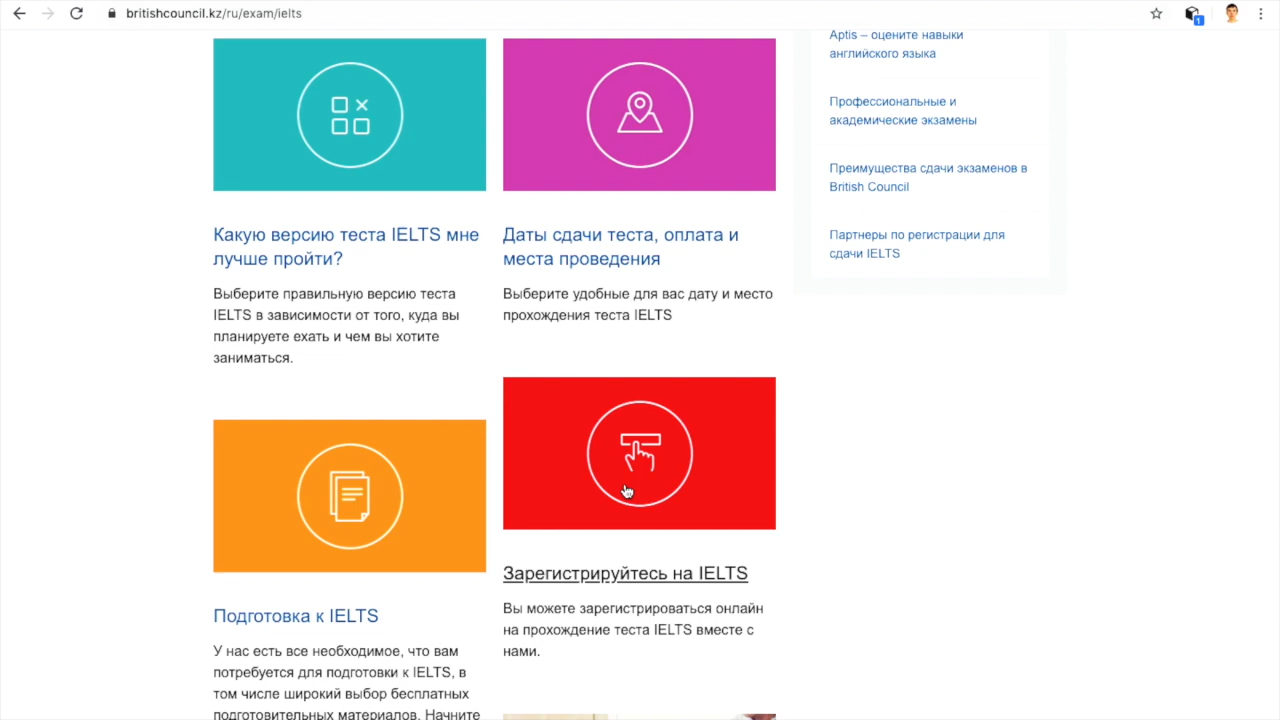 britishcouncil.kz/ru/exam/ielts
1
Какую версию теста IELTS мне
лучше пройти?
Выберите правильную версию теста
IELTS в зависимости от того, куда вы
планируете ехать и чем вы хотите
заниматься.
Подготовка к IELTS
У нас есть все необходимое, что вам
потребуется для подготовки к IELTS, в
том числе широкий выбор бесплатных
подготовительных материалов. Начните
Даты сдачи теста, оплата и
места проведения
Выберите удобные для вас дату и место
прохождения теста IELTS
Зарегистрируйтесь на IELTS
Вы можете зарегистрироваться онлайн
на прохождение теста IELTS вместе с
нами.
Aptis – оцените навыки
английского языка
Профессиональные и
академические экзамены
Преимущества сдачи экзаменов в
British Council
Партнеры по регистрации для
сдачи IELTS